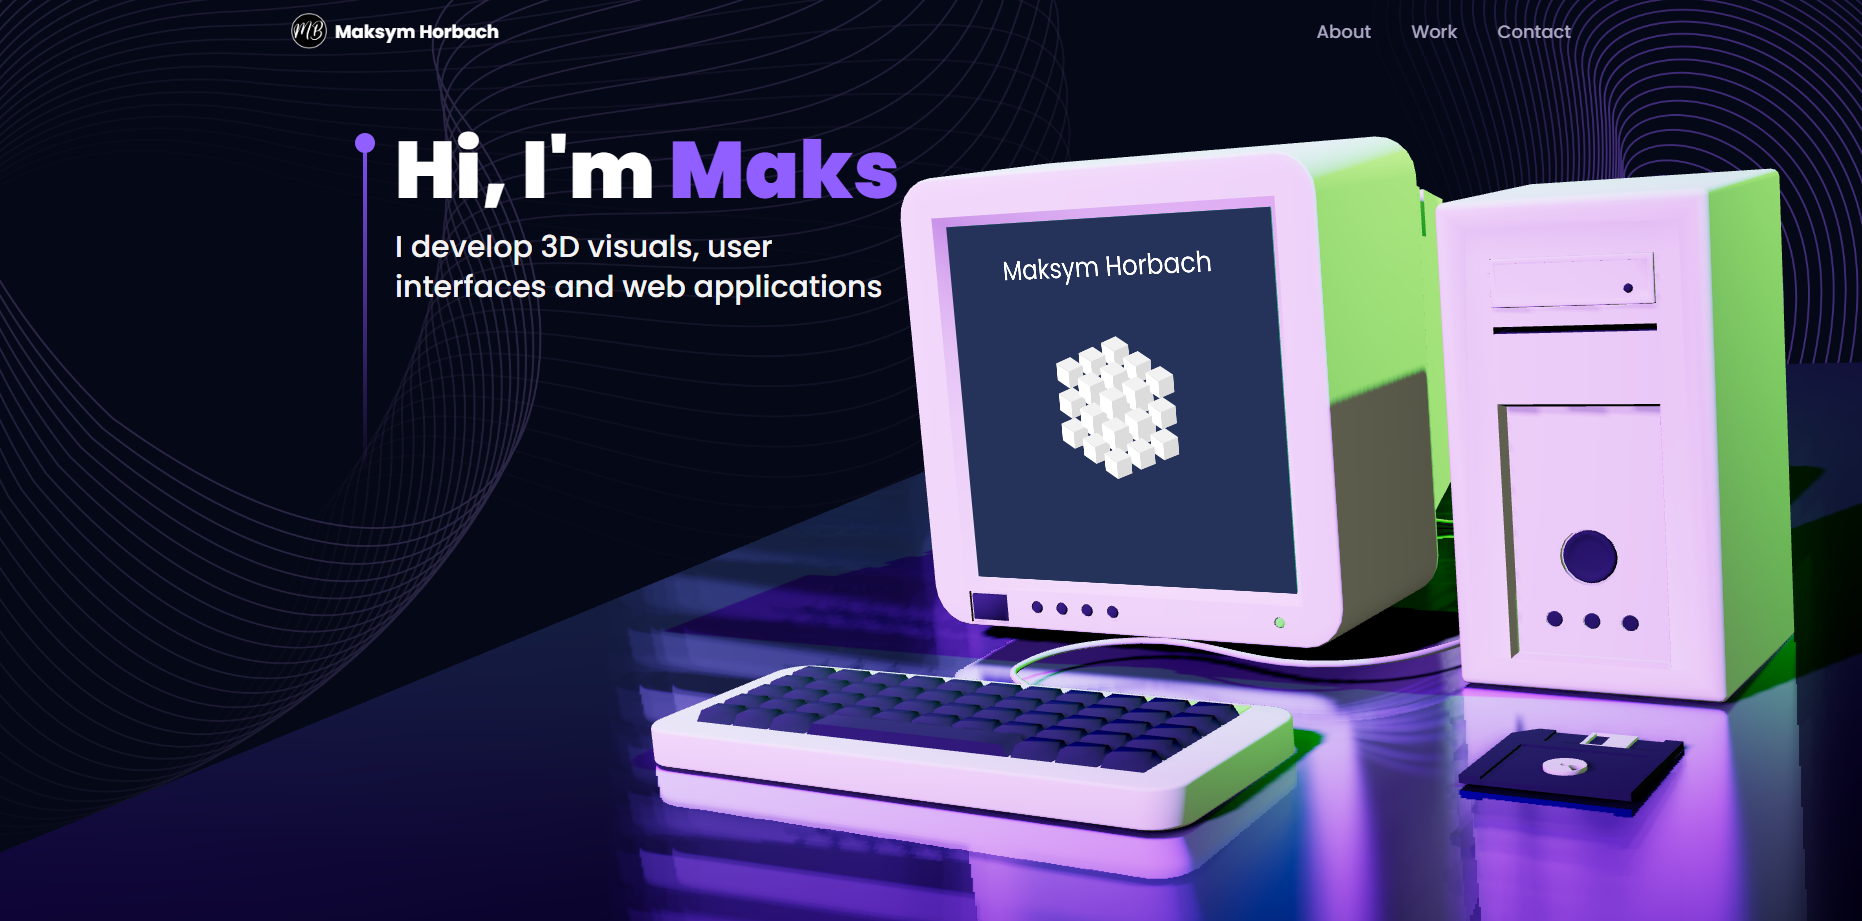 MB
Maksym Horbach
About
Work
Contact
Hi, I'm Maks
I develop 3D visuals, user
interfaces and web applications
Maksym Horbach